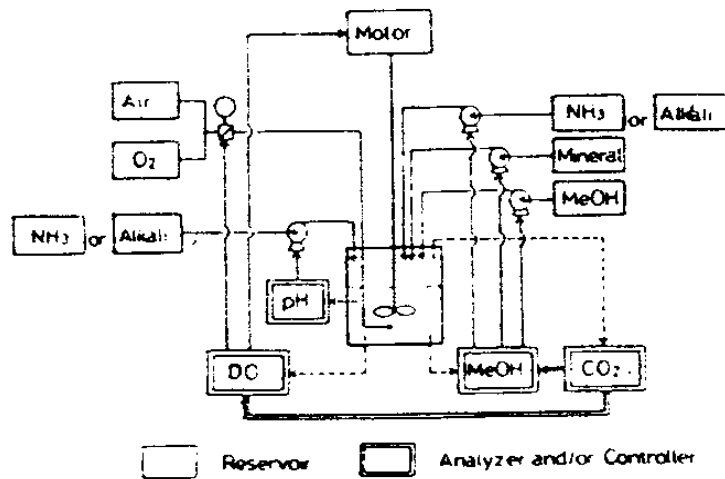 Motor
Air
O₂
NH₃ or Alkali
Mineral
MeOH
NH₃ or Alkali
pH
DO
MeOH
CO₂
Reservoir
Analyzer and/or Controller